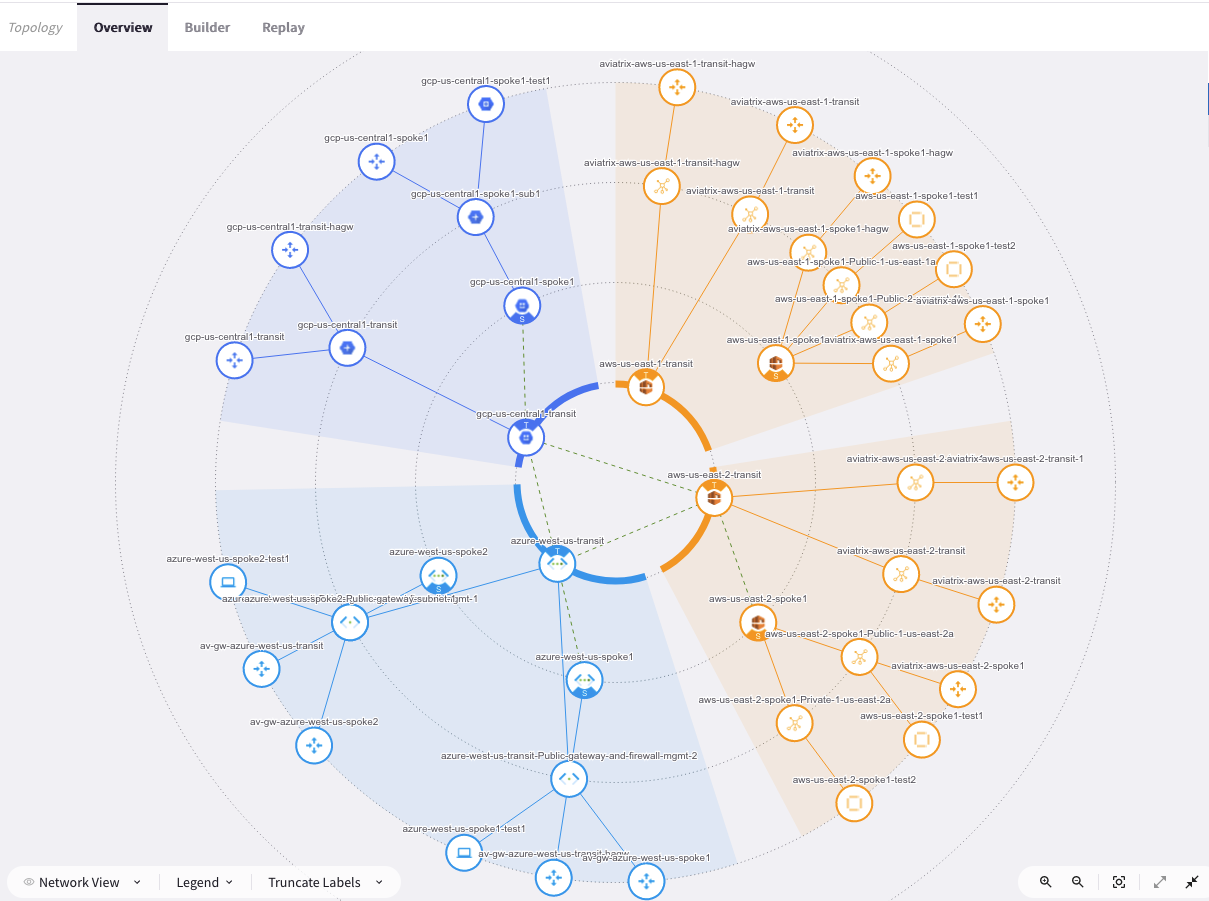 Topology
Overview
Builder
Replay
aviatrix-aws-us-east-1-transit-hagw
gcp-us-central1-spoke1-test1
aviatrix-aws-us-east-1-transit
gcp-us-central1-spoke1
aviatrix-aws-us-east-1-spoke1-hagw
aviatrix-aws-us-east-1-transit-hagw
aviatrix-aws-us-east-1-transit
gcp-us-central1-spoke1-sub1
aws-us-east-1-spoke1-test1
gcp-us-central1-transit-hagw
aviatrix-aws-us-east-1-spoke1-hagw
aws-us-east-1-spoke1-test2
aws-us-east-1-spoke1-Public-1-us-east-1a
gcp-us-central1-spoke1
S
aws-us-east-1-spoke1-Public-2
aviatrix-aws-us-east-1-spoke1
gcp-us-central1-transit
gcp-us-central1-transit
aws-us-east-1-spoke1
aviatrix-aws-us-east-1-spoke1
aws-us-east-1-transit
T
S
gcp-us-central1-transit
T
aviatrix-aws-us-east-2
aws-us-east-2-transit-1
aws-us-east-2-transit
T
azure-west-us-transit
T
azure-west-us-spoke2
S
azure-west-us-spoke2-test1
aviatrix-aws-us-east-2-transit
aviatrix-aws-us-east-2-transit
azure-west-us-spoke2-Public-gateway-subnet
mgmt-1
aws-us-east-2-spoke1
S
aws-us-east-2-spoke1-Public-1-us-east-2a
av-gw-azure-west-us-transit
azure-west-us-spoke1
S
aviatrix-aws-us-east-2-spoke1
aws-us-east-2-spoke1-Private-1-us-east-2a
aws-us-east-2-spoke1-test1
av-gw-azure-west-us-spoke2
azure-west-us-transit-Public-gateway-and-firewall-mgmt-2
aws-us-east-2-spoke1-test2
azure-west-us-spoke1-test1
av-gw-azure-west-us-transit-hagw
av-gw-azure-west-us-spoke1
Network View
Legend
Truncate Labels